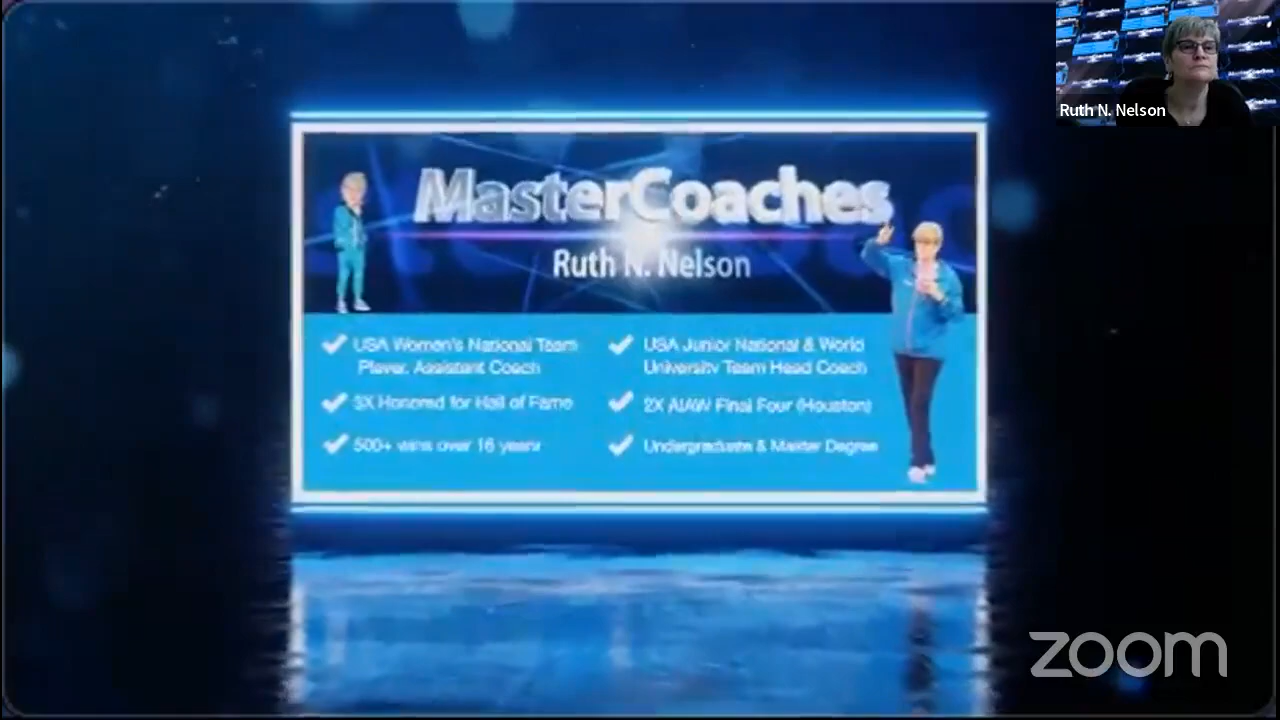 Ruth N. Nelson
MasterCoaches
Ruth N. Nelson
USA Women's National Team
Player, Assistant Coach
3X Honored for Hall of Fame
500+ wins over 16 years
USA Junior National & World
University Team Head Coach
2X AIAW Final Four (Houston)
Undergraduate & Master Degree
zoom